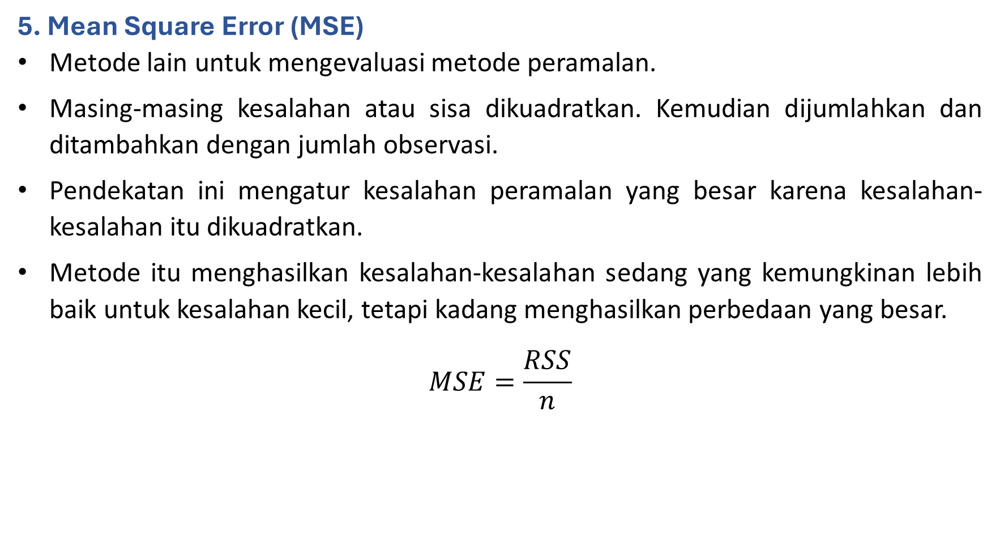 5. Mean Square Error (MSE)
• Metode lain untuk mengevaluasi metode peramalan.
• Masing-masing kesalahan atau sisa dikuadratkan. Kemudian dijumlahkan dan
ditambahkan dengan jumlah observasi.
• Pendekatan ini mengatur kesalahan peramalan yang besar karena kesalahan-
kesalahan itu dikuadratkan.
• Metode itu menghasilkan kesalahan-kesalahan sedang yang kemungkinan lebih
baik untuk kesalahan kecil, tetapi kadang menghasilkan perbedaan yang besar.
MSE = RSS/n